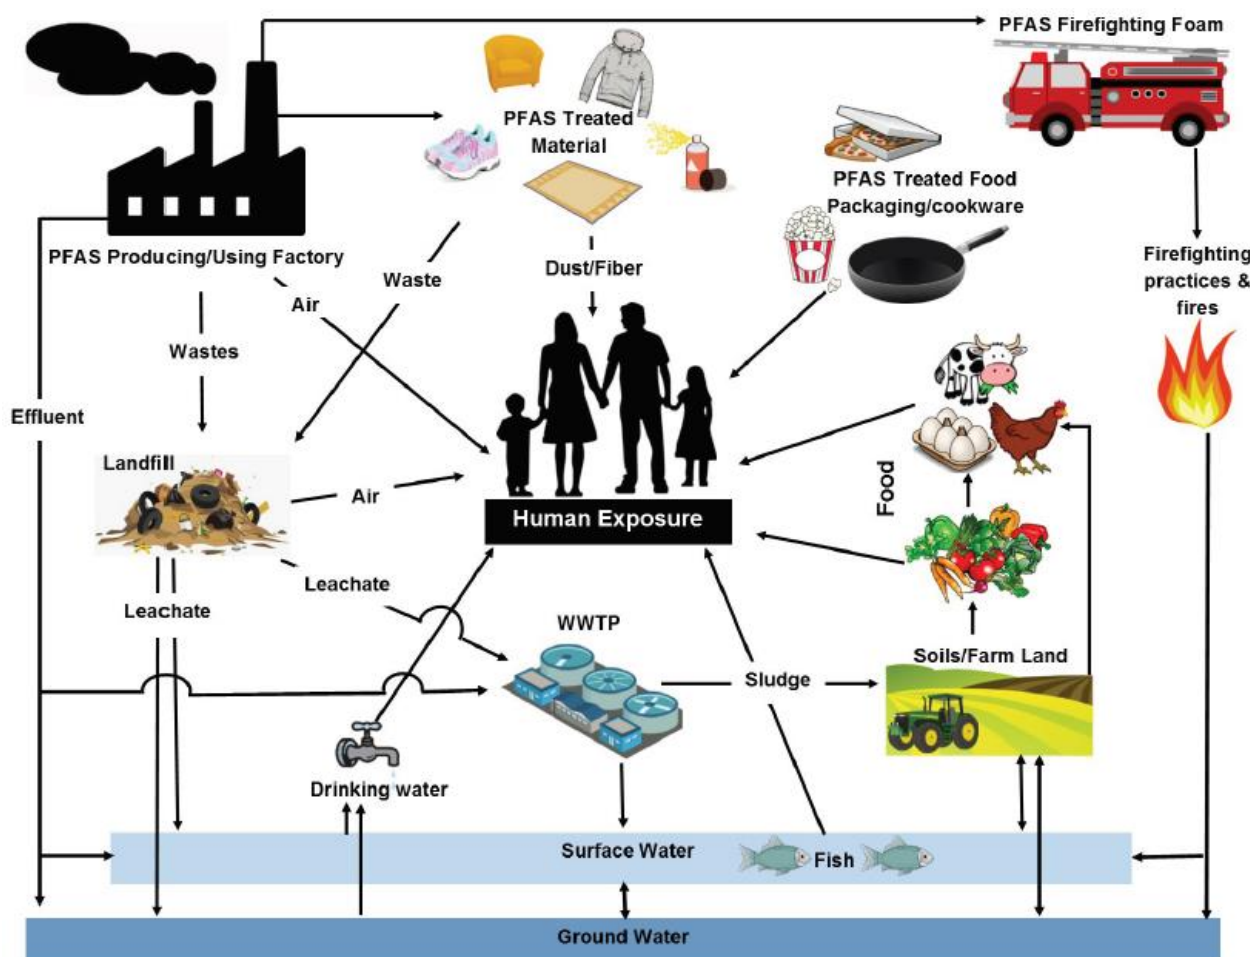 PFAS Firefighting Foam
PFAS Treated
Material
PFAS Treated Food
Packaging/cookware
PFAS Producing/Using Factory
Dust/Fiber
Waste
Air
Firefighting
practices &
fires
Wastes
Effluent
Landfill
Air
Food
Human Exposure
Leachate
Leachate
WWTP
Soils/Farm Land
Sludge
Drinking water
Surface Water
Fish
Ground Water